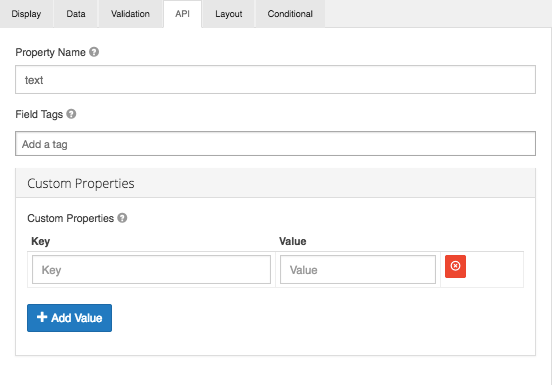 Display Data Validation API Layout Conditional
Property Name
text
Field Tags
Add a tag
Custom Properties
Custom Properties
Key Value
Key Value
Add Value